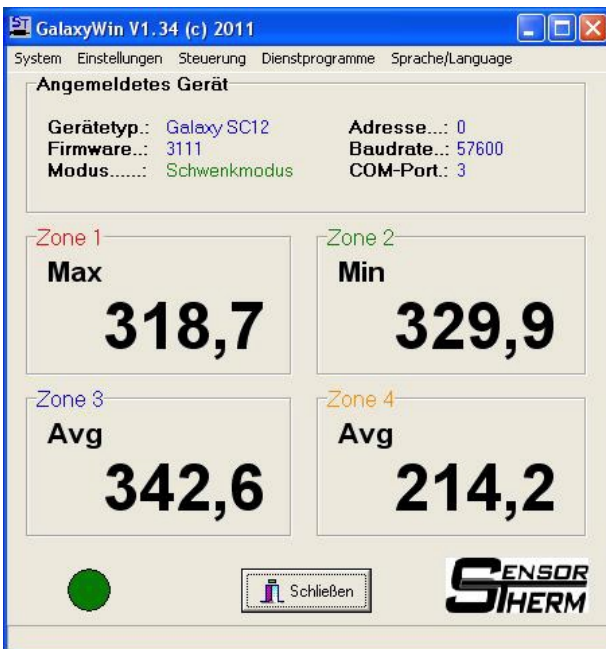 GalaxyWin V1.34 (c) 2011
System Einstellungen Steuerung Dienstprogramme Sprache/Language
Angemeldetes Gerät
Gerätetyp.: Galaxy SC12 Adresse...: 0
Firmware..: 3111 Baudrate..: 57600
Modus......: Schwenkmodus COM-Port.: 3
Zone 1
Max
318,7
Zone 2
Min
329,9
Zone 3
Avg
342,6
Zone 4
Avg
214,2
Schließen
SENSOR
THERM